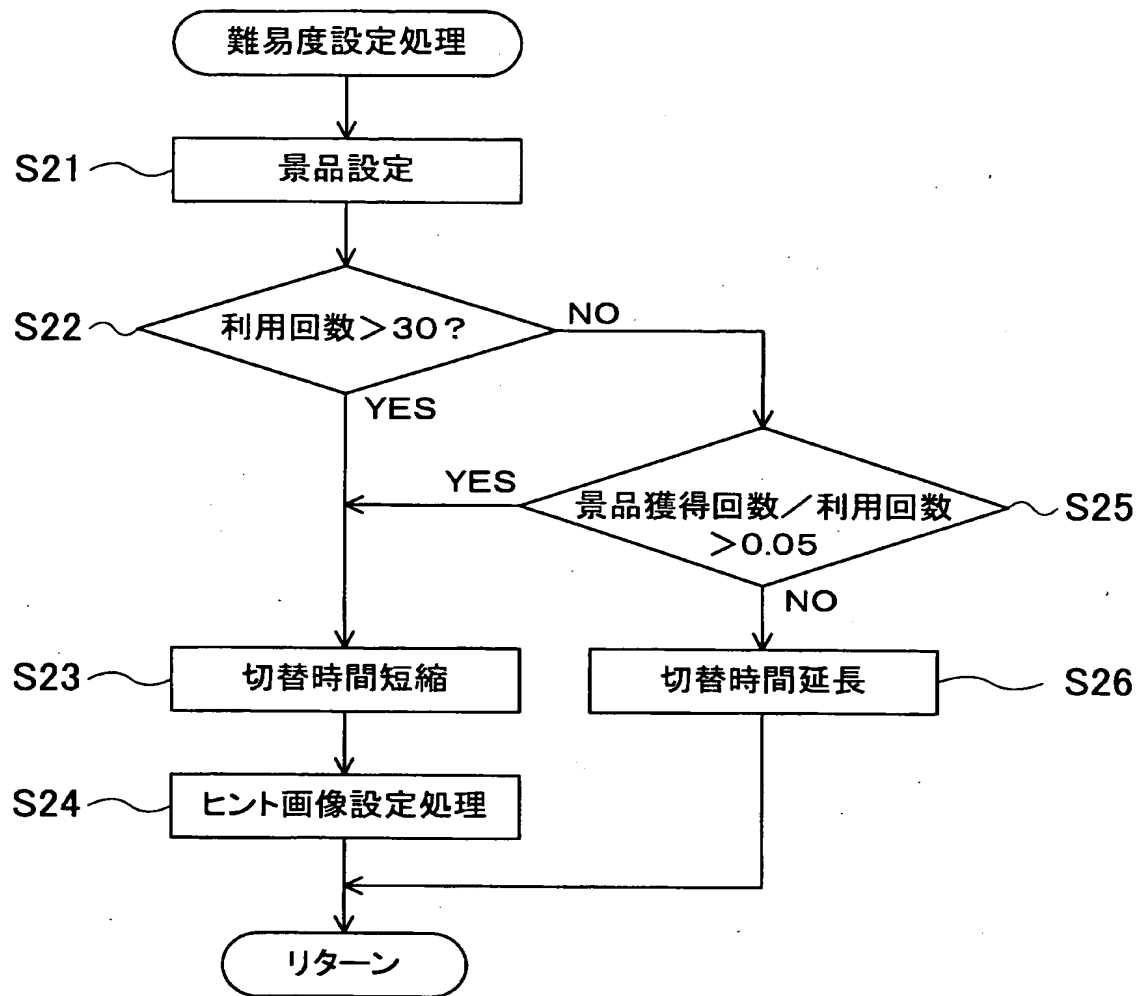 難易度設定処理
S21
景品設定
S22
利用回数＞30？
NO
YES
YES
景品獲得回数／利用回数
＞0.05
S25
NO
S23
切替時間短縮
切替時間延長
S26
S24
ヒント画像設定処理
リターン